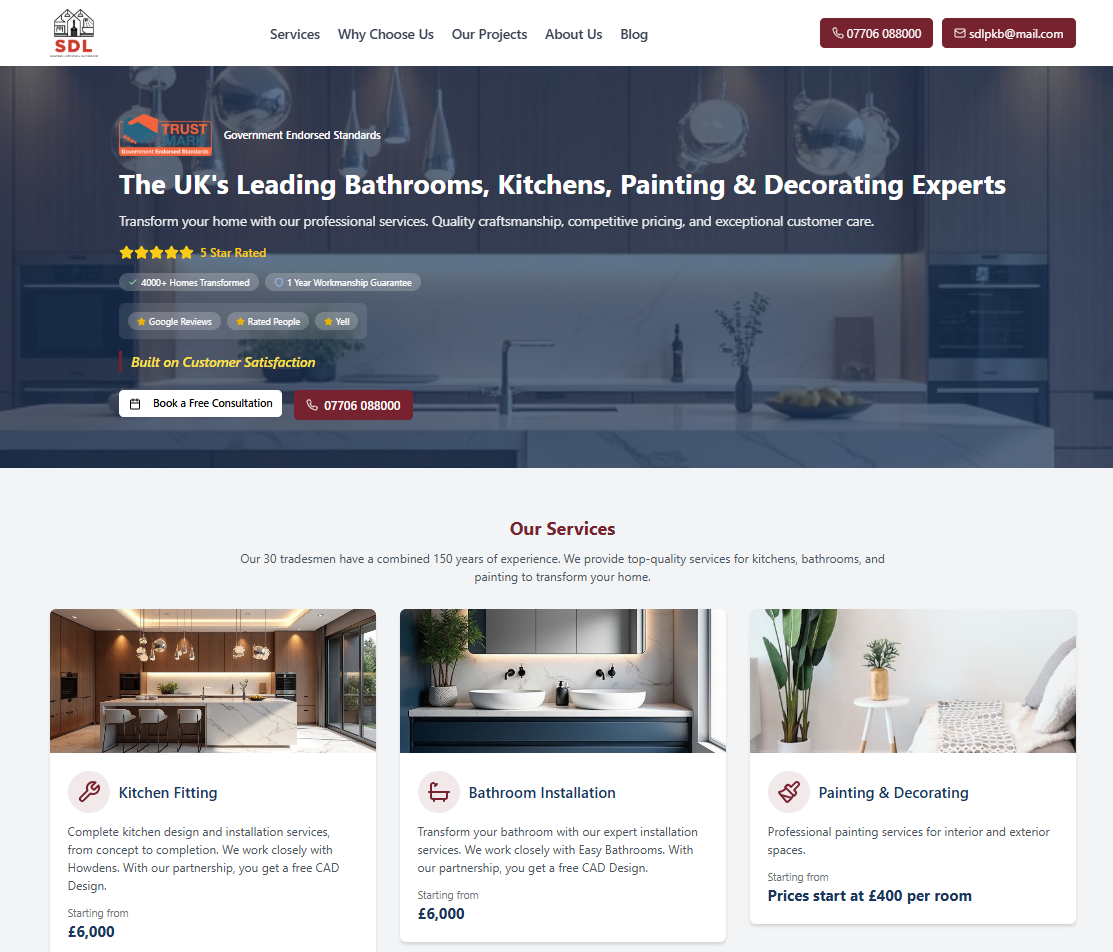 SDL
Services Why Choose Us Our Projects About Us Blog
07706 088000
sdlpkb@mail.com
TRUST
MARK
Government Endorsed Standards
Government Endorsed Standards
The UK's Leading Bathrooms, Kitchens, Painting & Decorating Experts
Transform your home with our professional services. Quality craftsmanship, competitive pricing, and exceptional customer care.
5 Star Rated
4000+ Homes Transformed
1 Year Workmanship Guarantee
Google Reviews
Rated People
Yell
Built on Customer Satisfaction
Book a Free Consultation
07706 088000
Our Services
Our 30 tradesmen have a combined 150 years of experience. We provide top-quality services for kitchens, bathrooms, and
painting to transform your home.
Kitchen Fitting
Complete kitchen design and installation services,
from concept to completion. We work closely with
Howdens. With our partnership, you get a free CAD
Design.
Starting from
£6,000
Bathroom Installation
Transform your bathroom with our expert installation
services. We work closely with Easy Bathrooms. With
our partnership, you get a free CAD Design.
Starting from
£6,000
Painting & Decorating
Professional painting services for interior and exterior
spaces.
Starting from
Prices start at £400 per room